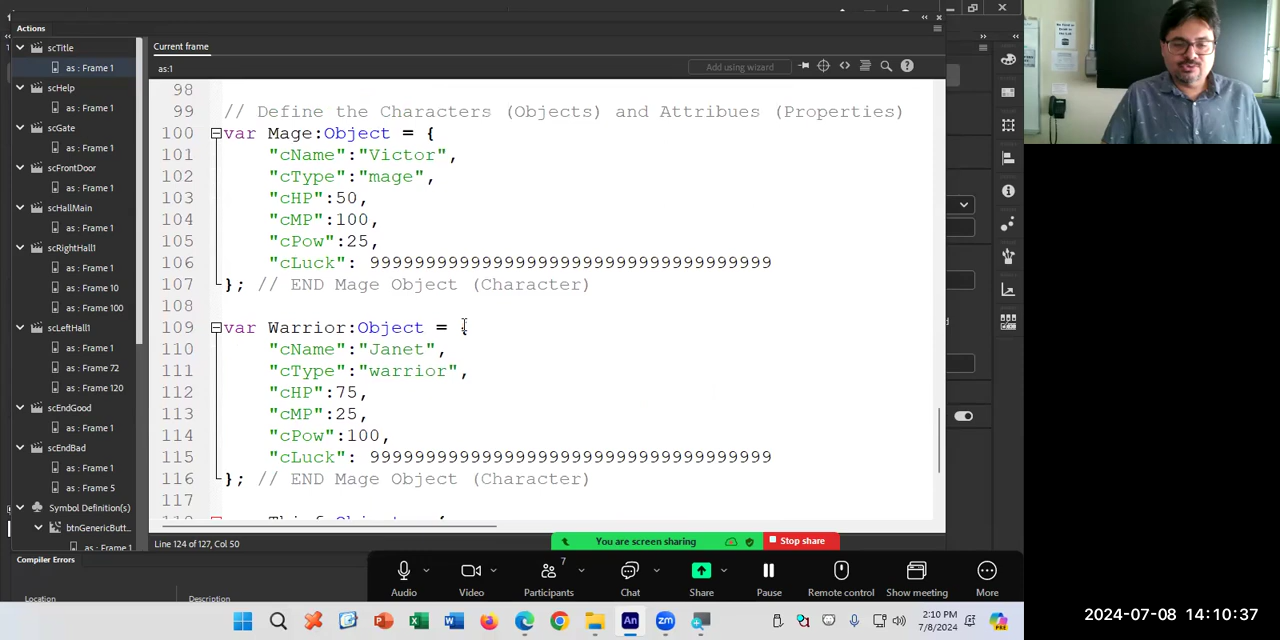 Actions
Current frame
scTitle
as : Frame 1
as:1
Add using wizard
scHelp
as : Frame 1
scGate
as : Frame 1
scFrontDoor
as : Frame 1
scHallMain
as : Frame 1
scRightHall1
as : Frame 1
as : Frame 10
as : Frame 100
scLeftHall1
as : Frame 1
as : Frame 72
as : Frame 120
scEndGood
as : Frame 1
scEndBad
as : Frame 1
as : Frame 5
Symbol Definition(s)
btnGenericButt...
as : Frame 1
98
99 // Define the Characters (Objects) and Attribues (Properties)
100 var Mage:Object = {
101 "cName":"Victor",
102 "cType":"mage",
103 "cHP":50,
104 "cMP":100,
105 "cPow":25,
106 "cLuck": 999999999999999999999999999999999999
107 }; // END Mage Object (Character)
108
109 var Warrior:Object = {
110 "cName":"Janet",
111 "cType":"warrior",
112 "cHP":75,
113 "cMP":25,
114 "cPow":100,
115 "cLuck": 999999999999999999999999999999999999
116 }; // END Mage Object (Character)
117
Line 124 of 127, Col 50
You are screen sharing
Stop share
Compiler Errors
Location
Description
7
Audio
Video
Participants
Chat
Share
Pause
Remote control
Show meeting
More
2:10 PM
7/8/2024
2024-07-08 14:10:37